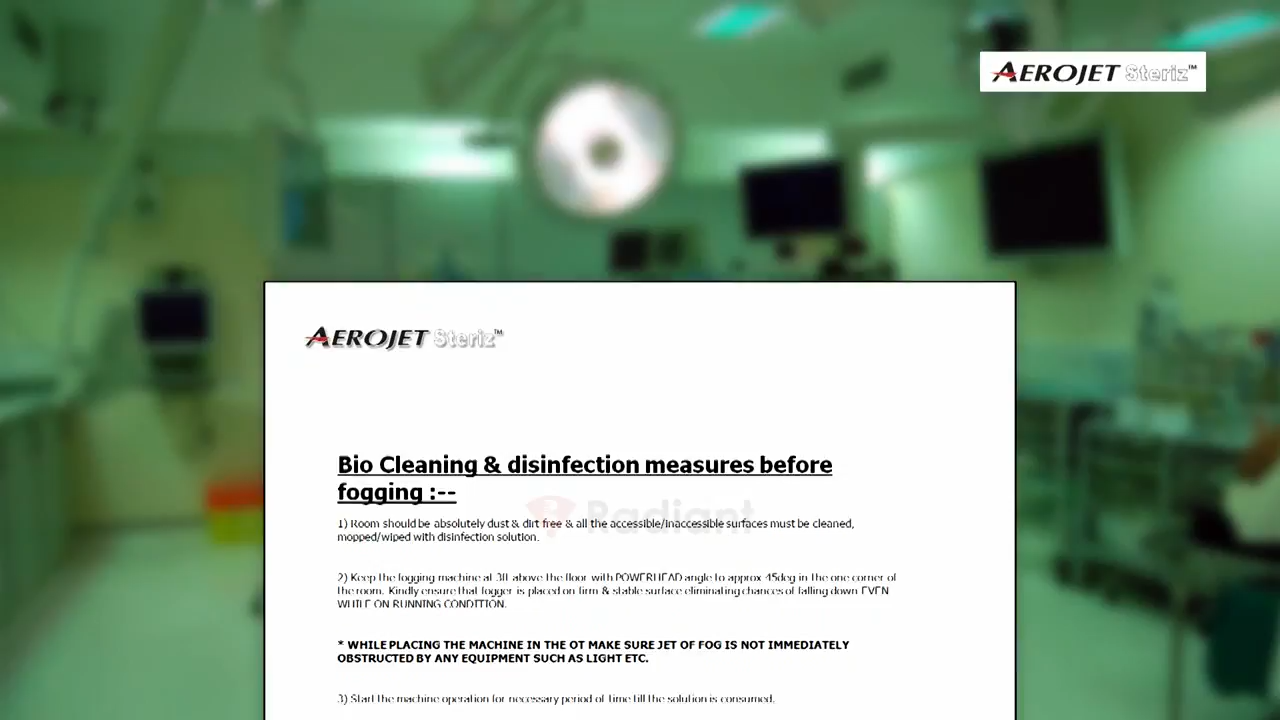 AEROJET Steriz™
AEROJET Steriz™
Bio Cleaning & disinfection measures before
fogging :--
Radiant
1) Room should be absolutely dust & dirt free & all the accessible/inaccessible surfaces must be cleaned,
mopped/wiped with disinfection solution.
2) Keep the fogging machine at 3ft above the floor with POWERHEAD angle to approx 45deg in the one corner of
the room. Kindly ensure that fogger is placed on firm & stable surface eliminating chances of falling down EVEN
WHILE ON RUNNING CONDITION.
* WHILE PLACING THE MACHINE IN THE OT MAKE SURE JET OF FOG IS NOT IMMEDIATELY
OBSTRUCTED BY ANY EQUIPMENT SUCH AS LIGHT ETC.
3) Start the machine operation for necessary period of time till the solution is consumed.